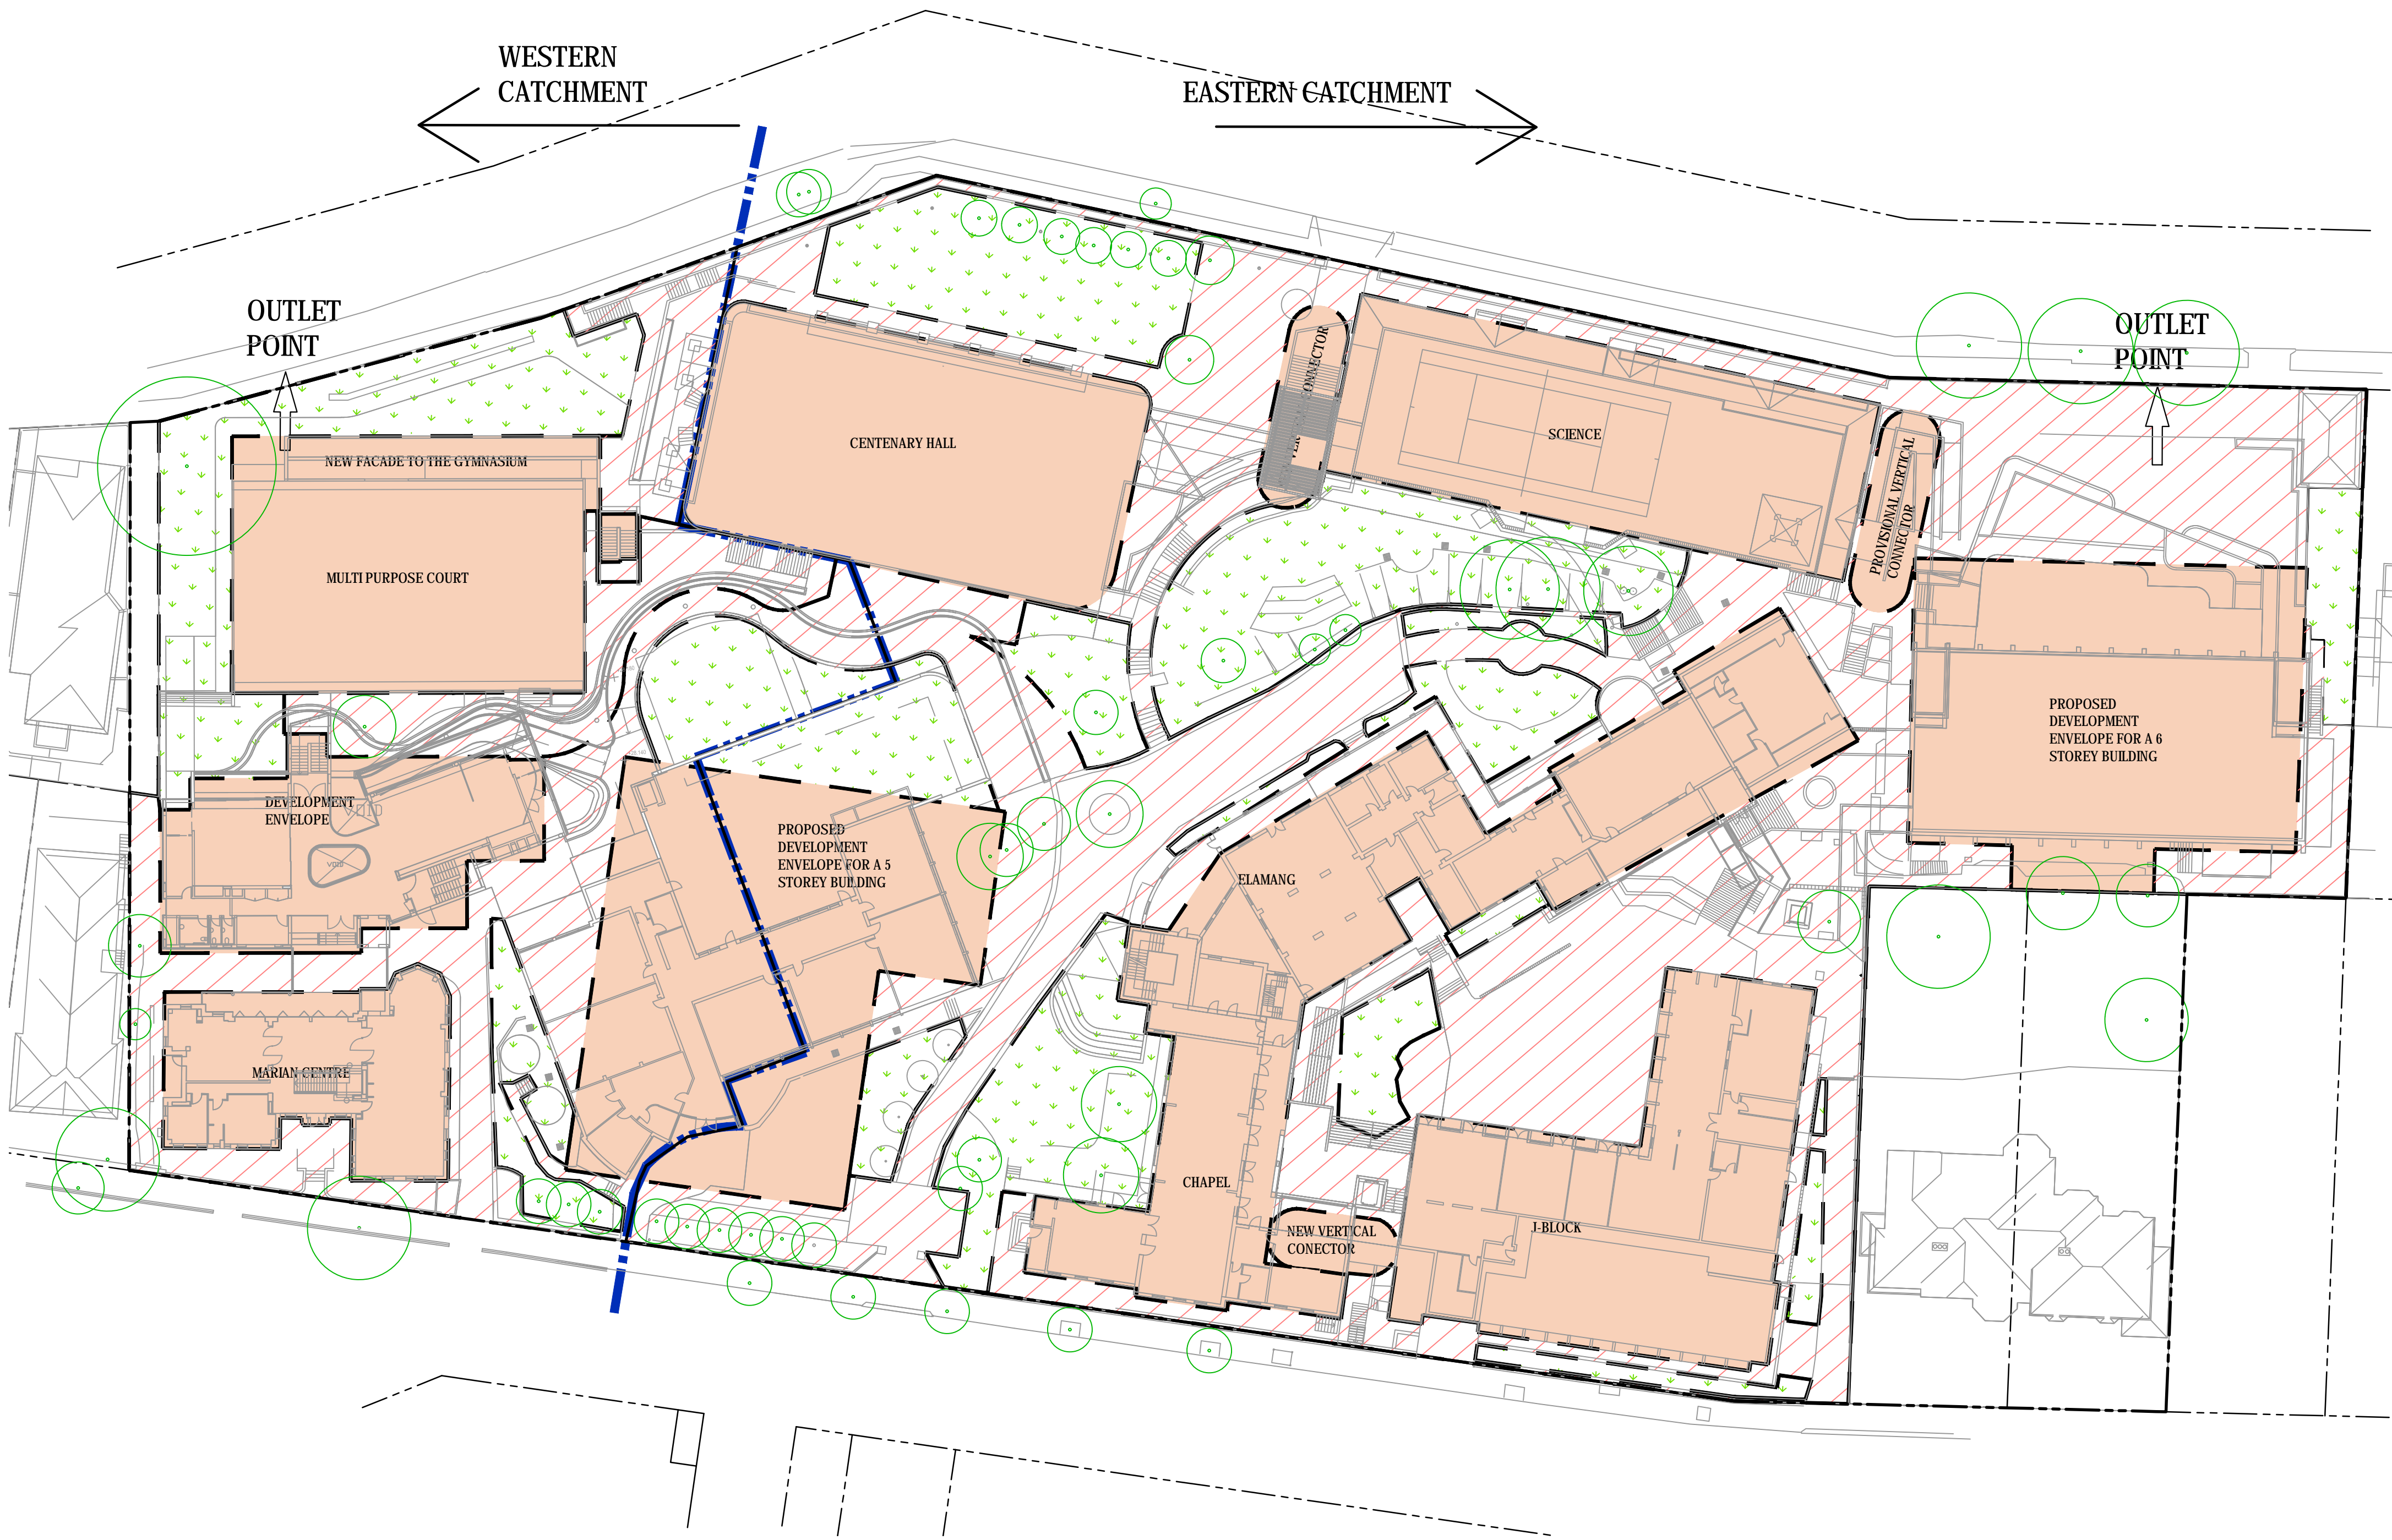 WESTERN
CATCHMENT
EASTERN CATCHMENT
OUTLET
POINT
OUTLET
POINT
NEW FACADE TO THE GYMNASIUM
CENTENARY HALL
CONNECTOR
SCIENCE
PROVISIONAL VERTICAL
CONNECTOR
MULTI PURPOSE COURT
PROPOSED
DEVELOPMENT
ENVELOPE FOR A 6
STOREY BUILDING
DEVELOPMENT
ENVELOPE
VOID
PROPOSED
DEVELOPMENT
ENVELOPE FOR A 5
STOREY BUILDING
ELAMANG
MARIAN CENTRE
CHAPEL
NEW VERTICAL
CONECTOR
J-BLOCK